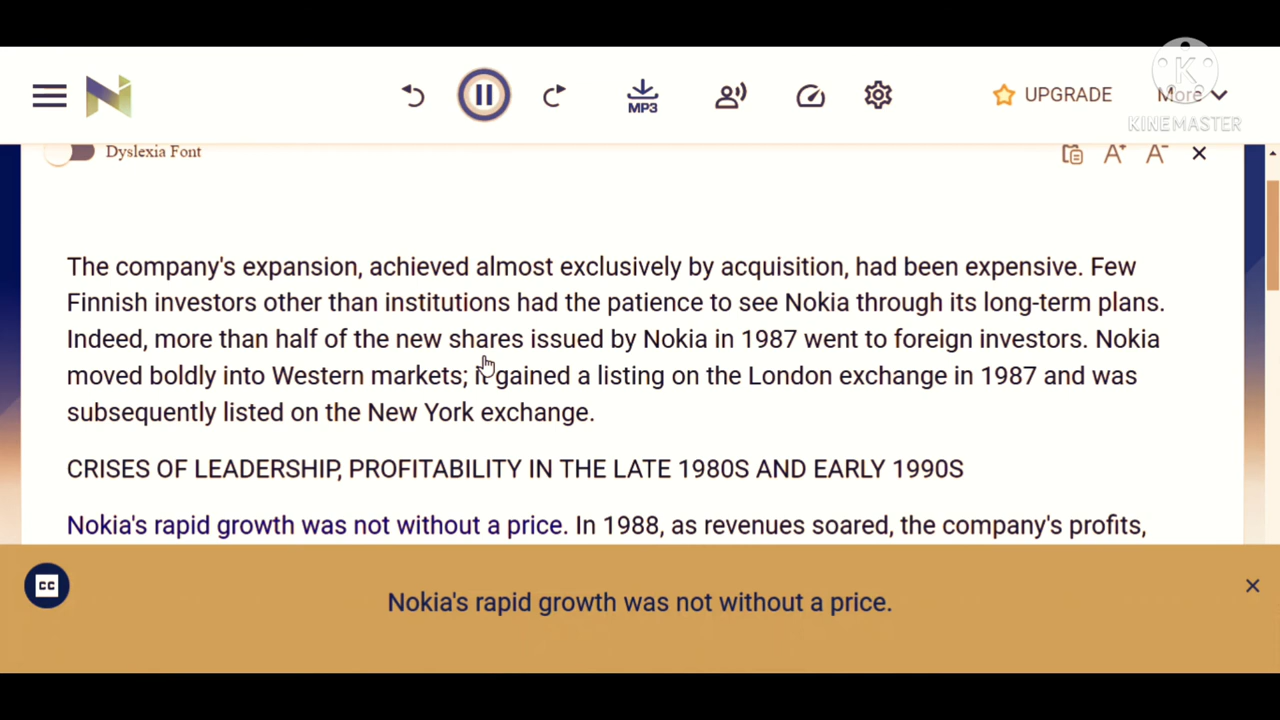 MP3
UPGRADE
More
K
KINEMASTER
Dyslexia Font
A+
A-
The company's expansion, achieved almost exclusively by acquisition, had been expensive. Few
Finnish investors other than institutions had the patience to see Nokia through its long-term plans.
Indeed, more than half of the new shares issued by Nokia in 1987 went to foreign investors. Nokia
moved boldly into Western markets; it gained a listing on the London exchange in 1987 and was
subsequently listed on the New York exchange.
CRISES OF LEADERSHIP, PROFITABILITY IN THE LATE 1980S AND EARLY 1990S
Nokia's rapid growth was not without a price. In 1988, as revenues soared, the company's profits,
CC
Nokia's rapid growth was not without a price.